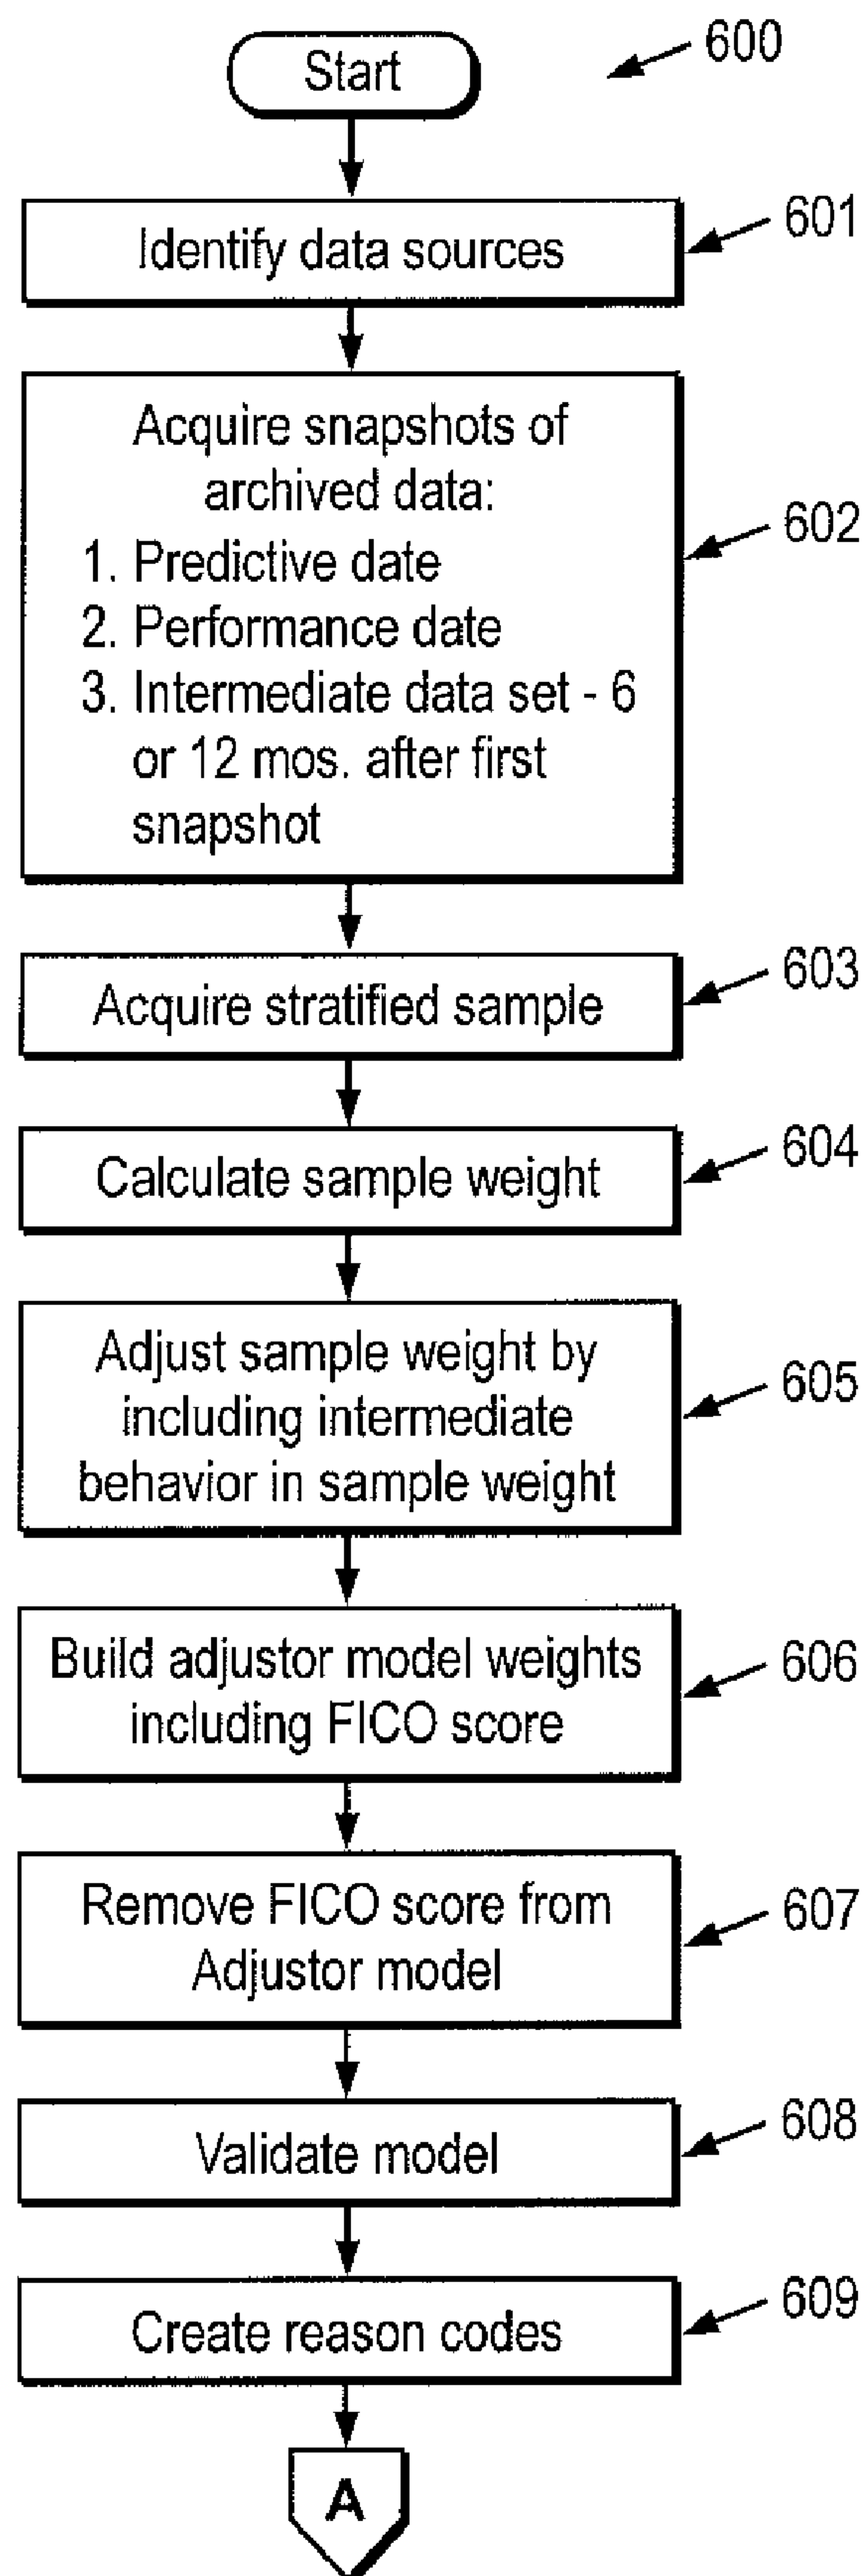 Start
600
Identify data sources
601
Acquire snapshots of
archived data:
1. Predictive date
2. Performance date
3. Intermediate data set - 6
or 12 mos. after first
snapshot
602
Acquire stratified sample
603
Calculate sample weight
604
Adjust sample weight by
including intermediate
behavior in sample weight
605
Build adjustor model weights
including FICO score
606
Remove FICO score from
Adjustor model
607
Validate model
608
Create reason codes
609
A